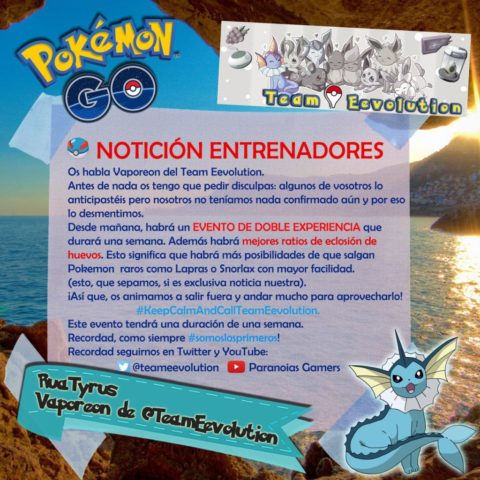 POKÉMON
GO
Team Eevolution
NOTICIÓN ENTRENADORES
Os habla Vaporeon del Team Eevolution.
Antes de nada os tengo que pedir disculpas: algunos de vosotros lo
anticipastéis pero nosotros no teníamos nada confirmado aún y por eso
lo desmentimos.
Desde mañana, habrá un EVENTO DE DOBLE EXPERIENCIA que
durará una semana. Además habrá mejores ratios de eclosión de
huevos. Esto significa que habrá más posibilidades de que salgan
Pokemon raros como Lapras o Snorlax con mayor facilidad.
(esto, que sepamos, si es exclusiva noticia nuestra).
¡Así que, os animamos a salir fuera y andar mucho para aprovecharlo!
#KeepCalmAndCallTeamEevolution.
Este evento tendrá una duración de una semana.
Recordad, como siempre #somoslosprimeros!
Recordad seguirnos en Twitter y YouTube:
@teameevolution Paranoias Gamers
RuaTyrus
Vaporeon de @TeamEevolution